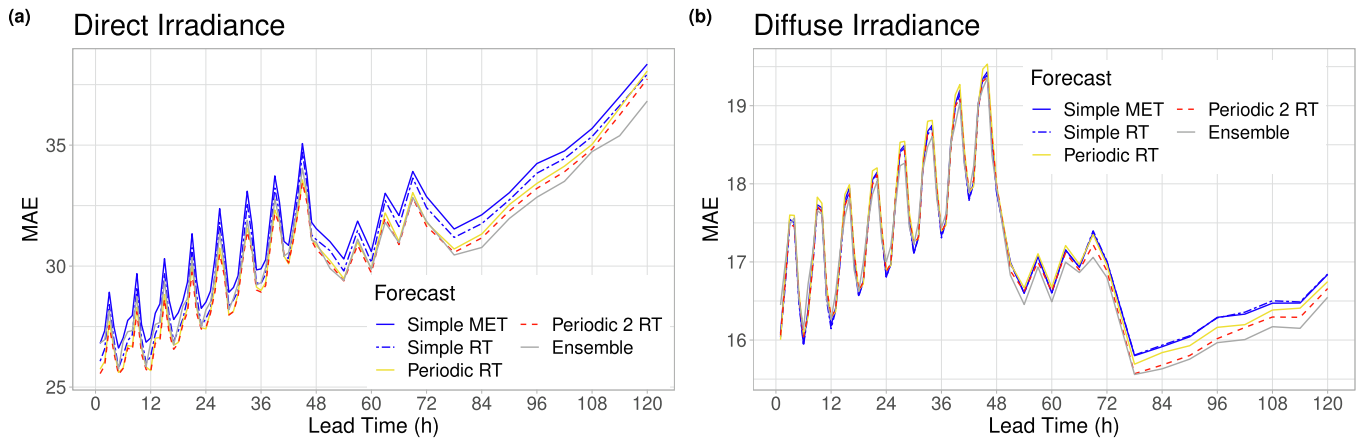 (a) Direct Irradiance
MAE
35
30
25
Forecast
Simple MET
Periodic 2 RT
Simple RT
Ensemble
Periodic RT
0 12 24 36 48 60 72 84 96 108 120
Lead Time (h)
(b) Diffuse Irradiance
MAE
19
18
17
16
Forecast
Simple MET
Periodic 2 RT
Simple RT
Ensemble
Periodic RT
0 12 24 36 48 60 72 84 96 108 120
Lead Time (h)